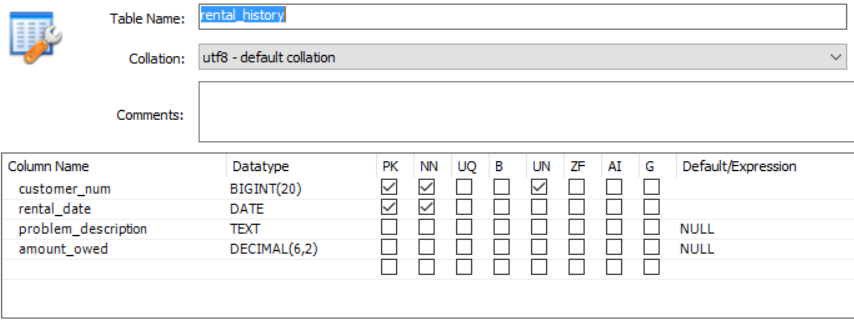 Table Name: rental_history
Collation: utf8 - default collation
Comments:
Column Name Datatype PK NN UQ B UN ZF AI G Default/Expression
customer_num BIGINT(20)
rental_date DATE
problem_description TEXT NULL
amount_owed DECIMAL(6,2) NULL